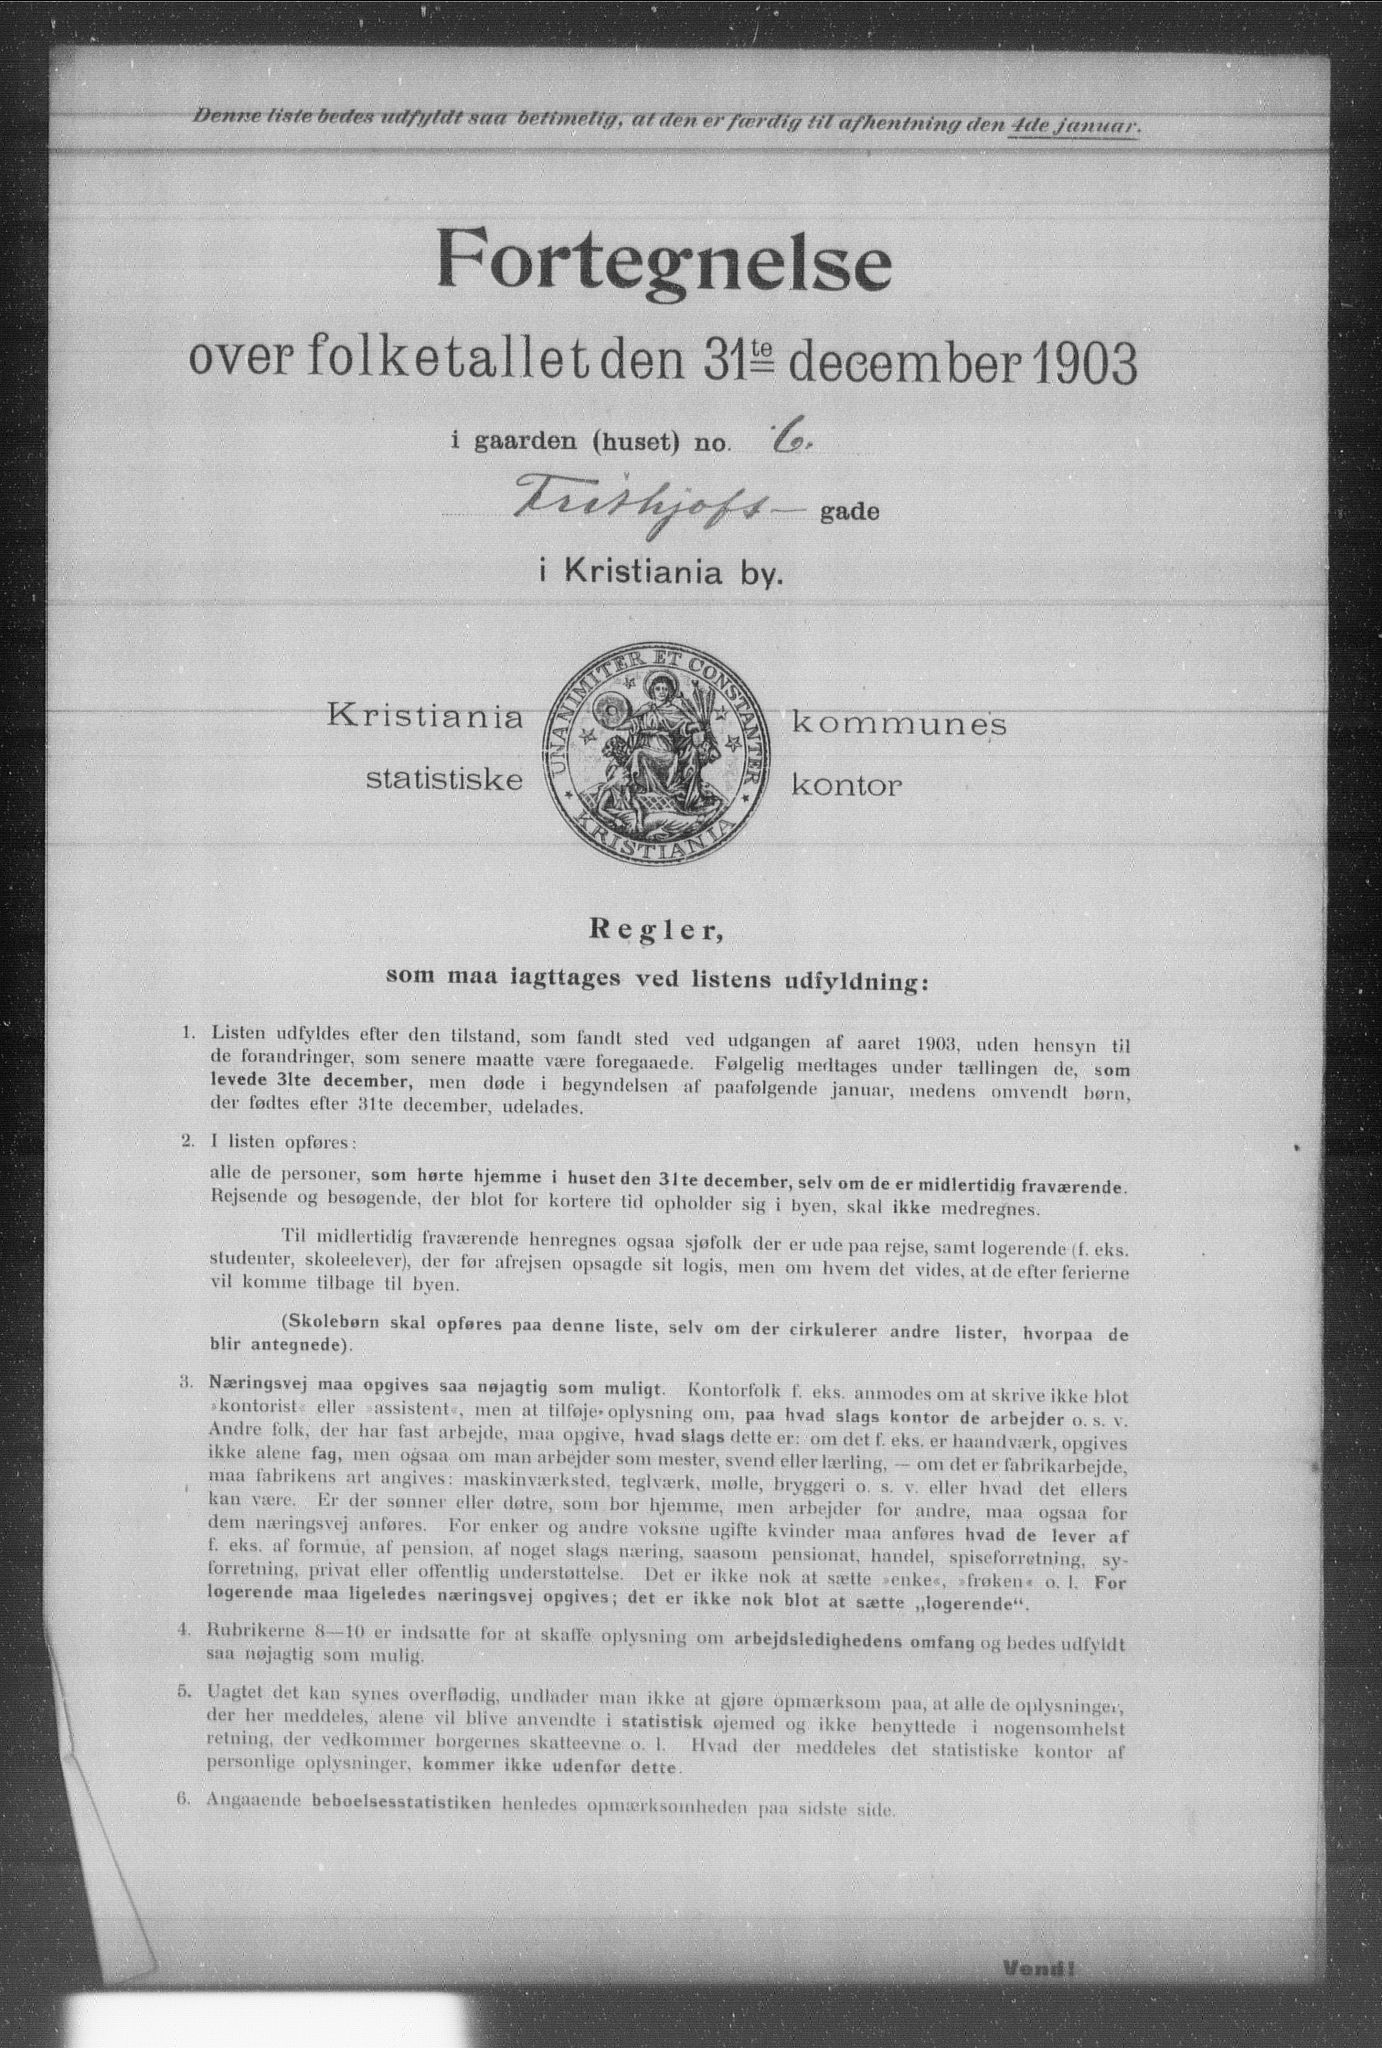 Denne liste bedes udfyldt saa betimelig, at den er færdig til afhentning den 4de januar.
Fortegnelse
over folketallet den 31te december 1903
i gaarden (huset) no. 6.
Frithjofs- gade
i Kristiania by.
UNANIMITER ET CONSTANTER
KRISTIANIA
Kristiania kommunes
statistiske kontor
Regler,
som maa iagttages ved listens udfyldning:
1. Listen udfyldes efter den tilstand, som fandt sted ved udgangen af aaret 1903, uden hensyn til
de forandringer, som senere maatte være foregaaede. Følgelig medtages under tællingen de, som
levede 31te december, men døde i begyndelsen af paafølgende januar, medens omvendt børn,
der fødtes efter 31te december, udelades.
2. I listen opføres:
alle de personer, som hørte hjemme i huset den 31te december, selv om de er midlertidig fraværende.
Rejsende og besøgende, der blot for kortere tid opholder sig i byen, skal ikke medregnes.
Til midlertidig fraværende henregnes ogsaa sjøfolk der er ude paa rejse, samt logerende (f. eks.
studenter, skoleelever), der før afrejsen opsagde sit logis, men om hvem det vides, at de efter ferierne
vil komme tilbage til byen.
(Skolebørn skal opføres paa denne liste, selv om der cirkulerer andre lister, hvorpaa de
blir antegnede).
3. Næringsvej maa opgives saa nøjagtig som muligt. Kontorfolk f. eks. anmodes om at skrive ikke blot
»kontorist« eller »assistent«, men at tilføje oplysning om, paa hvad slags kontor de arbejder o. s. v.
Andre folk, der har fast arbejde, maa opgive, hvad slags dette er: om det f. eks. er haandværk, opgives
ikke alene fag, men ogsaa om man arbejder som mester, svend eller lærling, — om det er fabrikarbejde,
maa fabrikens art angives: maskinværksted, teglværk, mølle, bryggeri o. s. v. eller hvad det ellers
kan være. Er der sønner eller døtre, som bor hjemme, men arbejder for andre, maa ogsaa for
dem næringsvej anføres. For enker og andre voksne ugifte kvinder maa anføres hvad de lever af
f. eks. af formue, af pension, af noget slags næring, saasom pensionat, handel, spiseforretning, sy-
forretning, privat eller offentlig understøttelse. Det er ikke nok at sætte »enke«, »frøken« o. l. For
logerende maa ligeledes næringsvej opgives; det er ikke nok blot at sætte „logerende“.
4. Rubrikerne 8—10 er indsatte for at skaffe oplysning om arbejdsledighedens omfang og bedes udfyldt
saa nøjagtig som mulig.
5. Uagtet det kan synes overflødig, undlader man ikke at gjøre opmærksom paa, at alle de oplysninger,
der her meddeles, alene vil blive anvendte i statistisk øjemed og ikke benyttede i nogensomhelst
retning, der vedkommer borgernes skatteevne o. l. Hvad der meddeles det statistiske kontor af
personlige oplysninger, kommer ikke udenfor dette.
6. Angaaende beboelsesstatistiken henledes opmærksomheden paa sidste side.
Vend!